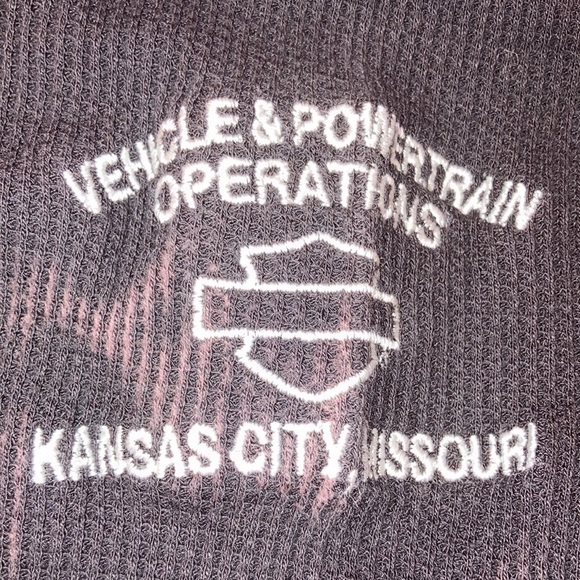 VEHICLE & POWERTRAIN
OPERATIONS
KANSAS CITY, MISSOURI